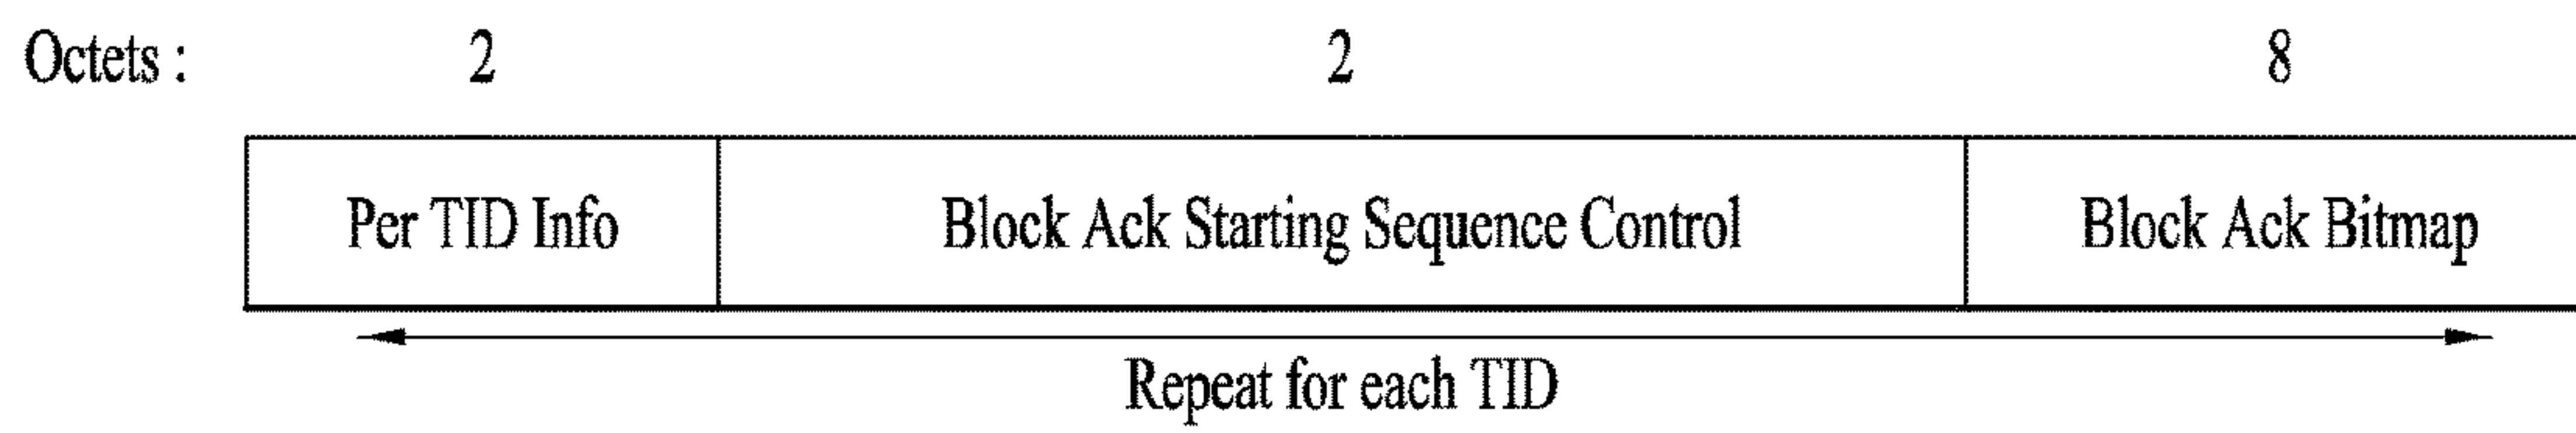 Octets : 2 2 8
Per TID Info Block Ack Starting Sequence Control Block Ack Bitmap
Repeat for each TID